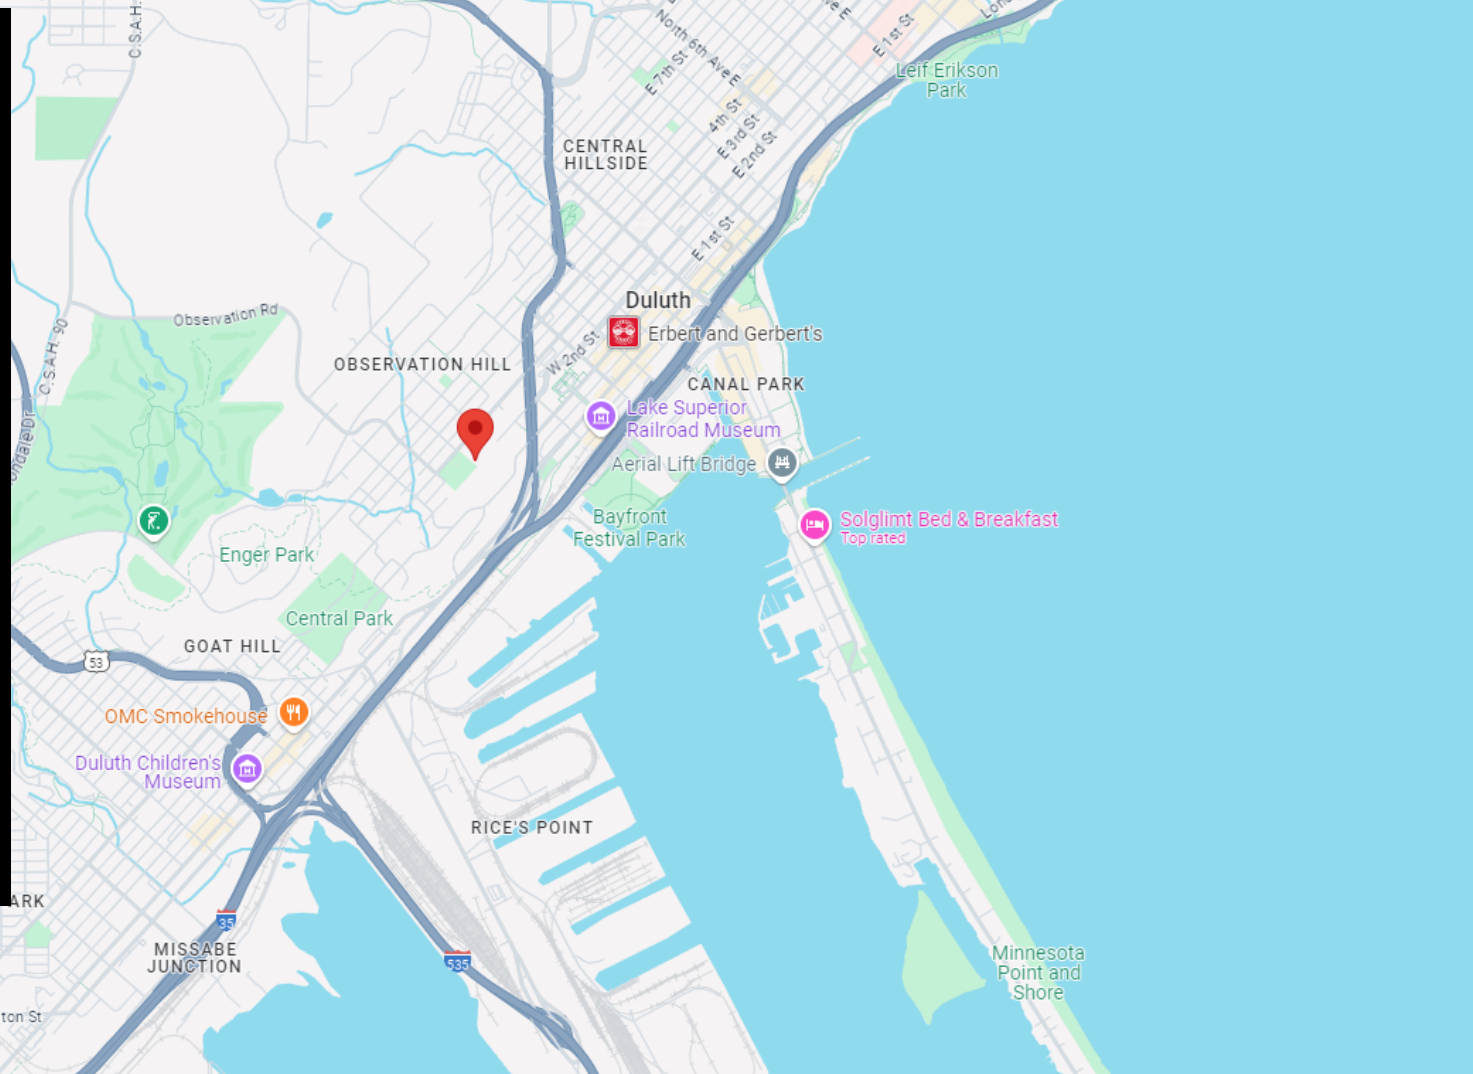 C.S.A.H.
North 6th Ave E
E 1st St
E 7th St
Leif Erikson
Park
4th St
E 3rd St
E 2nd St
CENTRAL
HILLSIDE
E 1st St
Observation Rd
Duluth
C.S.A.H. 90
Erbert and Gerbert's
W 2nd St
OBSERVATION HILL
CANAL PARK
Lake Superior
Railroad Museum
Aerial Lift Bridge
Bayfront
Festival Park
Solglimt Bed & Breakfast
Top rated
Enger Park
Central Park
GOAT HILL
53
OMC Smokehouse
Duluth Children's
Museum
RICE'S POINT
ARK
35
MISSABE
JUNCTION
535
Minnesota
Point and
Shore
ton St